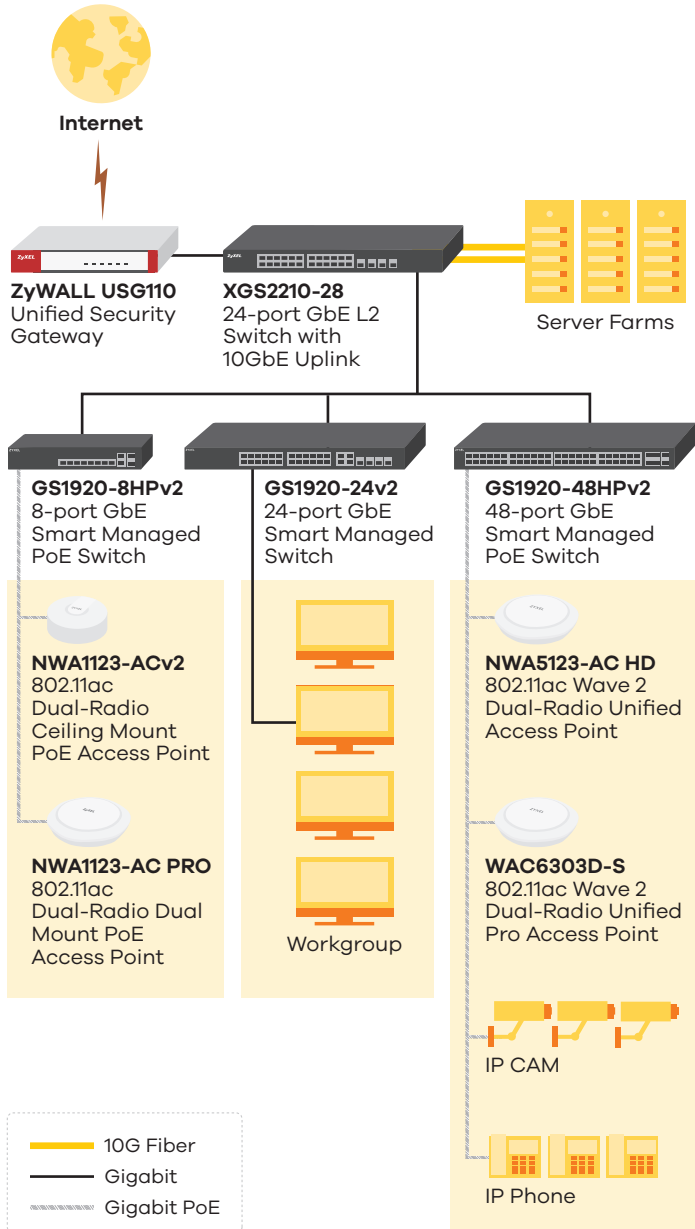 Internet
ZyXEL
ZyXEL
ZyWALL USG110
Unified Security
Gateway
XGS2210-28
24-port GbE L2
Switch with
10GbE Uplink
Server Farms
GS1920-8HPv2
8-port GbE
Smart Managed
PoE Switch
GS1920-24v2
24-port GbE
Smart Managed
Switch
GS1920-48HPv2
48-port GbE
Smart Managed
PoE Switch
NWA1123-ACv2
802.11ac
Dual-Radio
Ceiling Mount
PoE Access Point
NWA1123-AC PRO
802.11ac
Dual-Radio Dual
Mount PoE
Access Point
Workgroup
NWA5123-AC HD
802.11ac Wave 2
Dual-Radio Unified
Access Point
WAC6303D-S
802.11ac Wave 2
Dual-Radio Unified
Pro Access Point
IP CAM
IP Phone
10G Fiber
Gigabit
Gigabit PoE